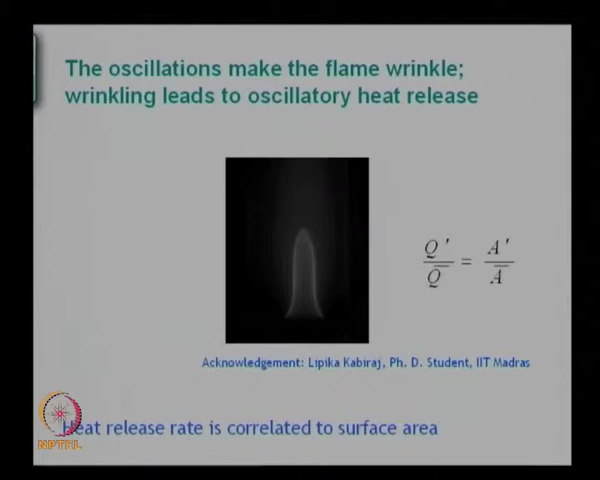 The oscillations make the flame wrinkle;
wrinkling leads to oscillatory heat release
Q' / Q̅ = A' / A̅
Acknowledgement: Lipika Kabiraj, Ph. D. Student, IIT Madras
Heat release rate is correlated to surface area
NPTEL